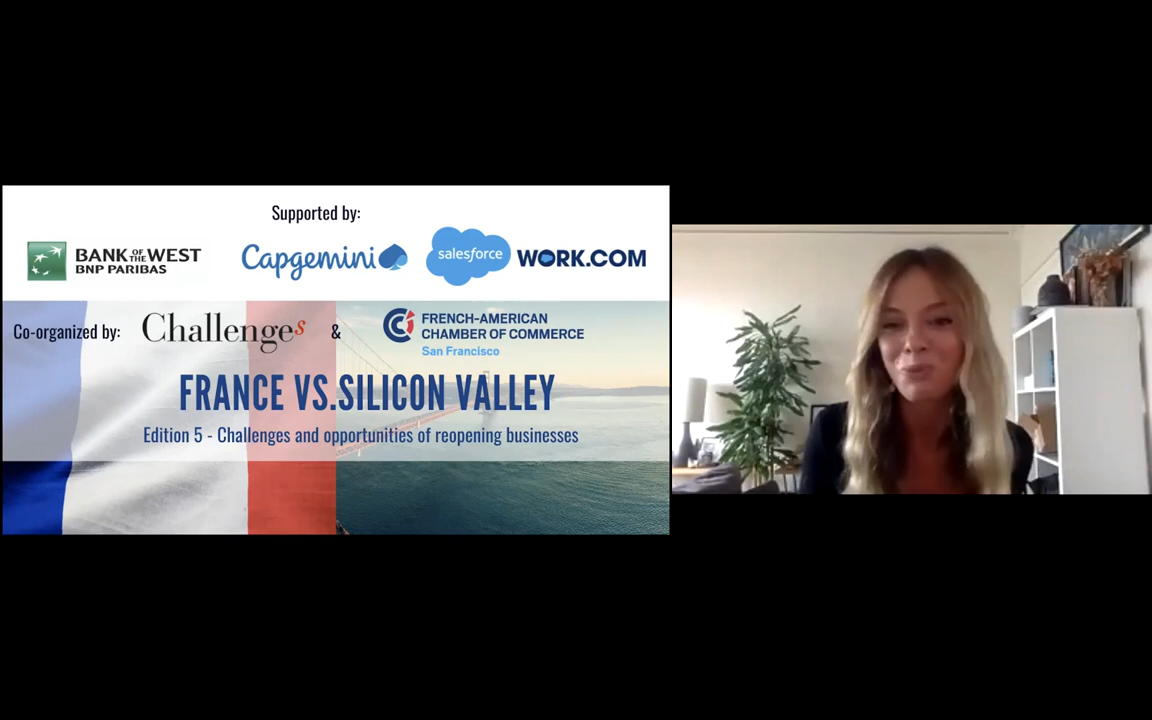 Supported by:
BANK OF THE WEST
BNP PARIBAS
Capgemini
salesforce
WORK.COM
Co-organized by:
Challenges
&
FRENCH-AMERICAN
CHAMBER OF COMMERCE
San Francisco
FRANCE VS.SILICON VALLEY
Edition 5 - Challenges and opportunities of reopening businesses